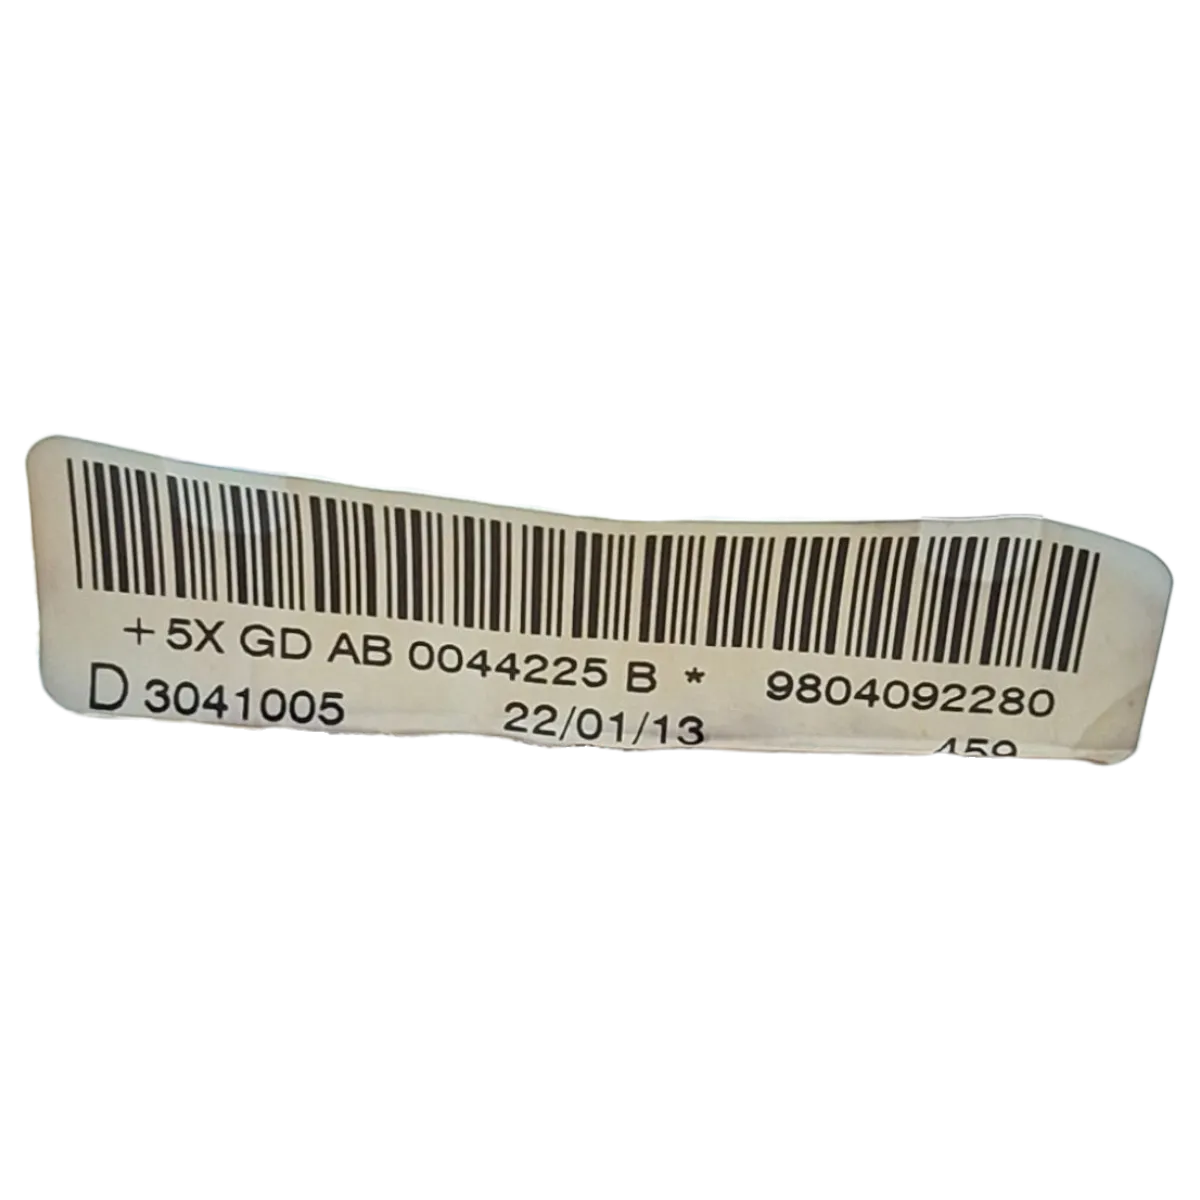 + 5X GD AB 0044225 B * 9804092280
D 3041005 22/01/13 459